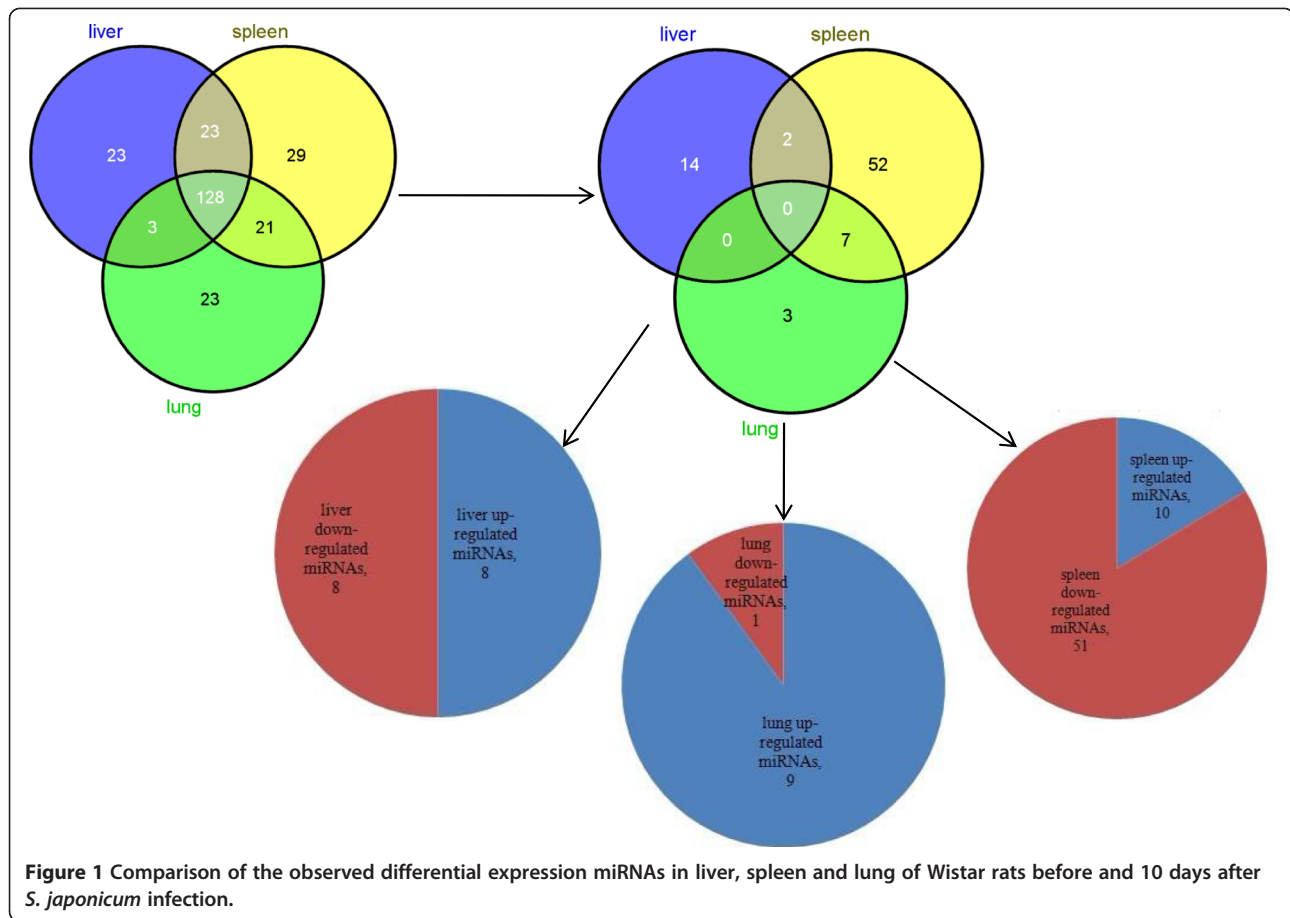 liver
spleen
23
23
29
128
3
21
23
lung
liver
spleen
14
2
52
0
0
7
3
lung
liver
down-
regulated
miRNAs,
8
liver up-
regulated
miRNAs,
8
lung
down-
regulated
miRNAs,
1
lung up-
regulated
miRNAs,
9
spleen up-
regulated
miRNAs,
10
spleen
down-
regulated
miRNAs,
51
Figure 1 Comparison of the observed differential expression miRNAs in liver, spleen and lung of Wistar rats before and 10 days after
S. japonicum infection.